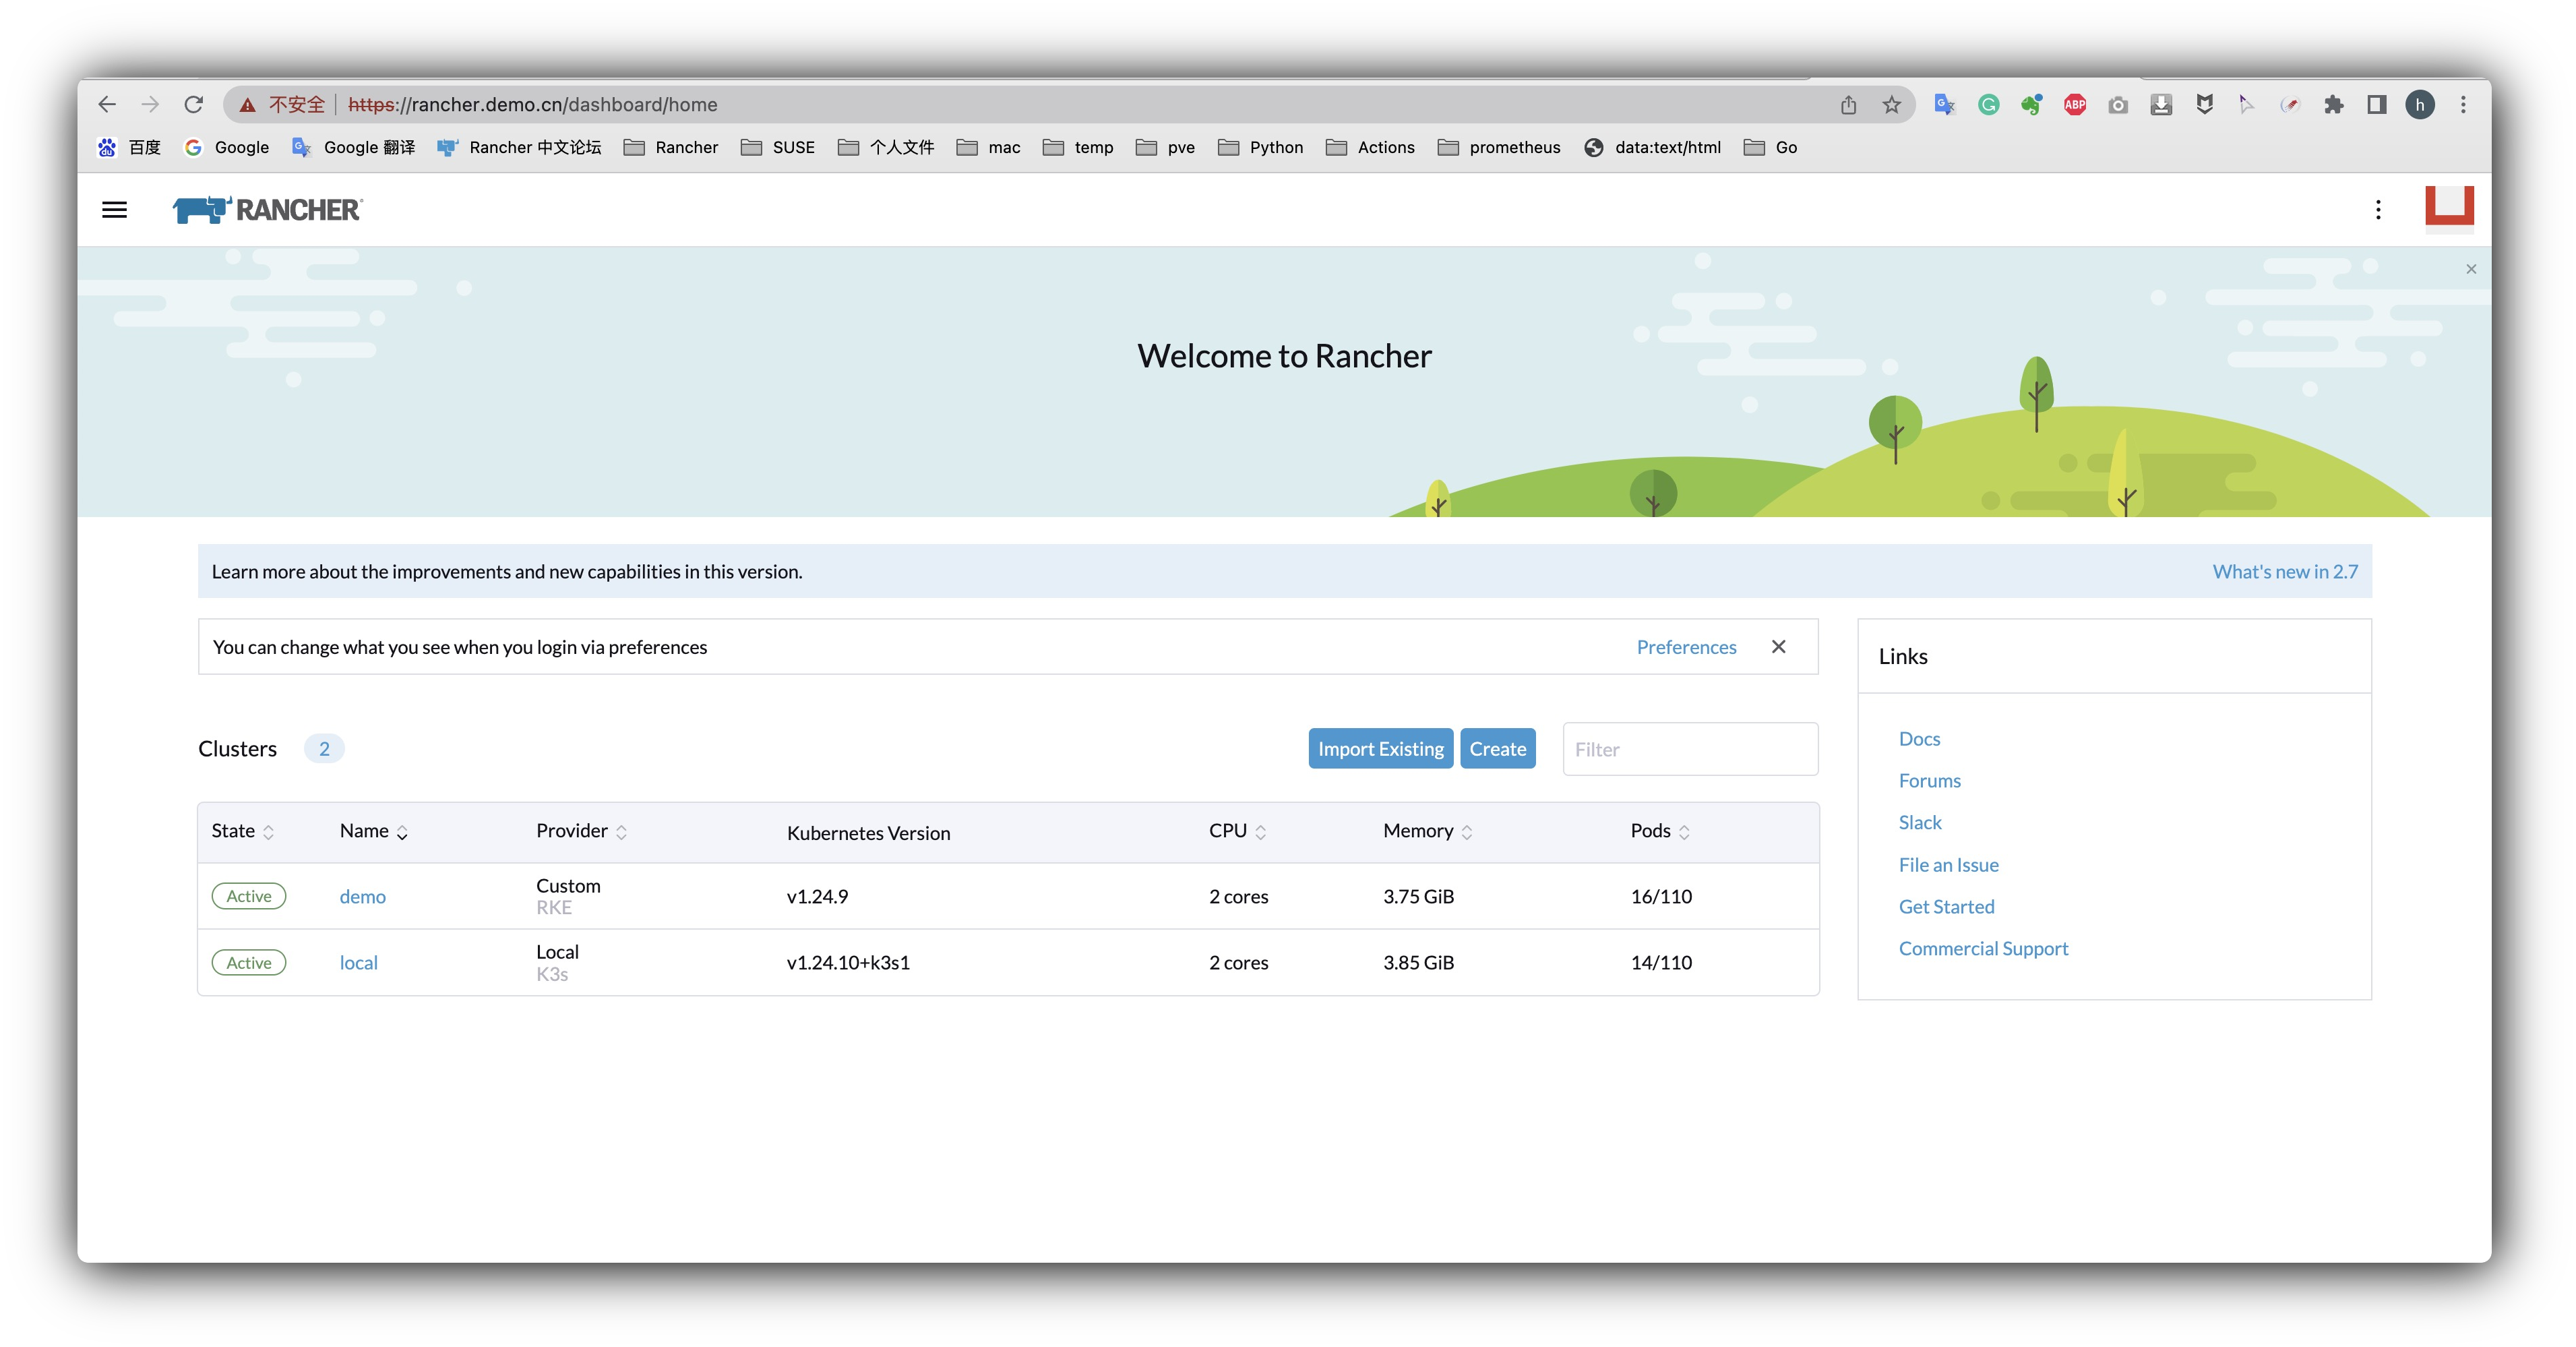 不安全 https://rancher.demo.cn/dashboard/home ABP h
百度 Google Google 翻译 Rancher 中文论坛 Rancher SUSE 个人文件 mac temp pve Python Actions prometheus data:text/html Go
RANCHER
Welcome to Rancher
Learn more about the improvements and new capabilities in this version. What's new in 2.7
You can change what you see when you login via preferences Preferences
Links
Clusters 2 Import Existing Create Filter
State Name Provider Kubernetes Version CPU Memory Pods
Active demo Custom v1.24.9 2 cores 3.75 GiB 16/110
RKE
Active local Local v1.24.10+k3s1 2 cores 3.85 GiB 14/110
K3s
Docs
Forums
Slack
File an Issue
Get Started
Commercial Support